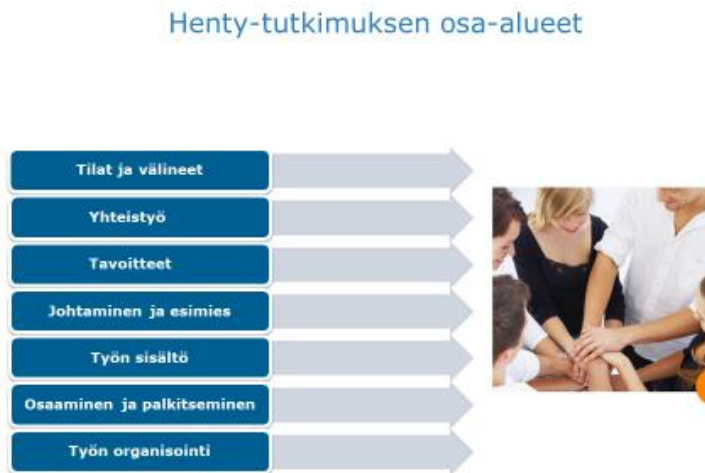 Henty-tutkimuksen osa-alueet
Tilat ja välineet
Yhteistyö
Tavoitteet
Johtaminen ja esimies
Työn sisältö
Osaaminen ja palkitseminen
Työn organisointi